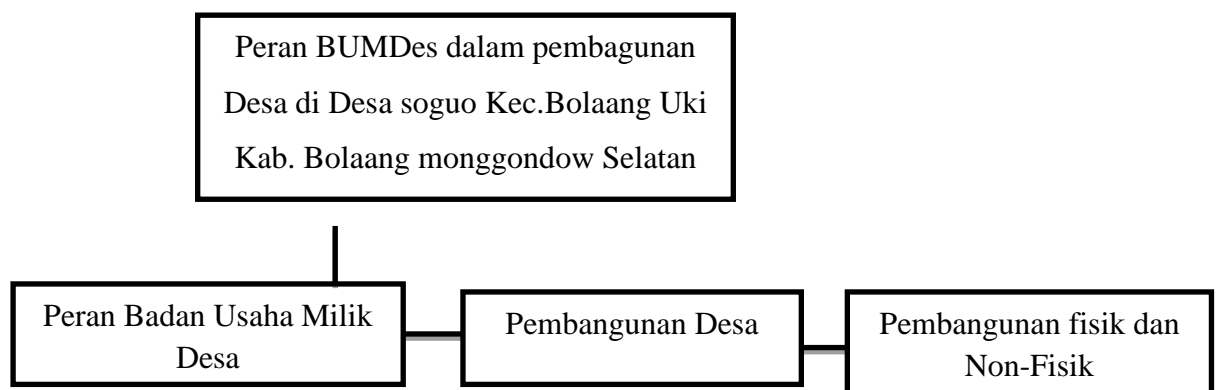 Peran BUMDes dalam pembagunan
Desa di Desa soguo Kec.Bolaang Uki
Kab. Bolaang monggondow Selatan
Peran Badan Usaha Milik
Desa
Pembangunan Desa
Pembangunan fisik dan
Non-Fisik